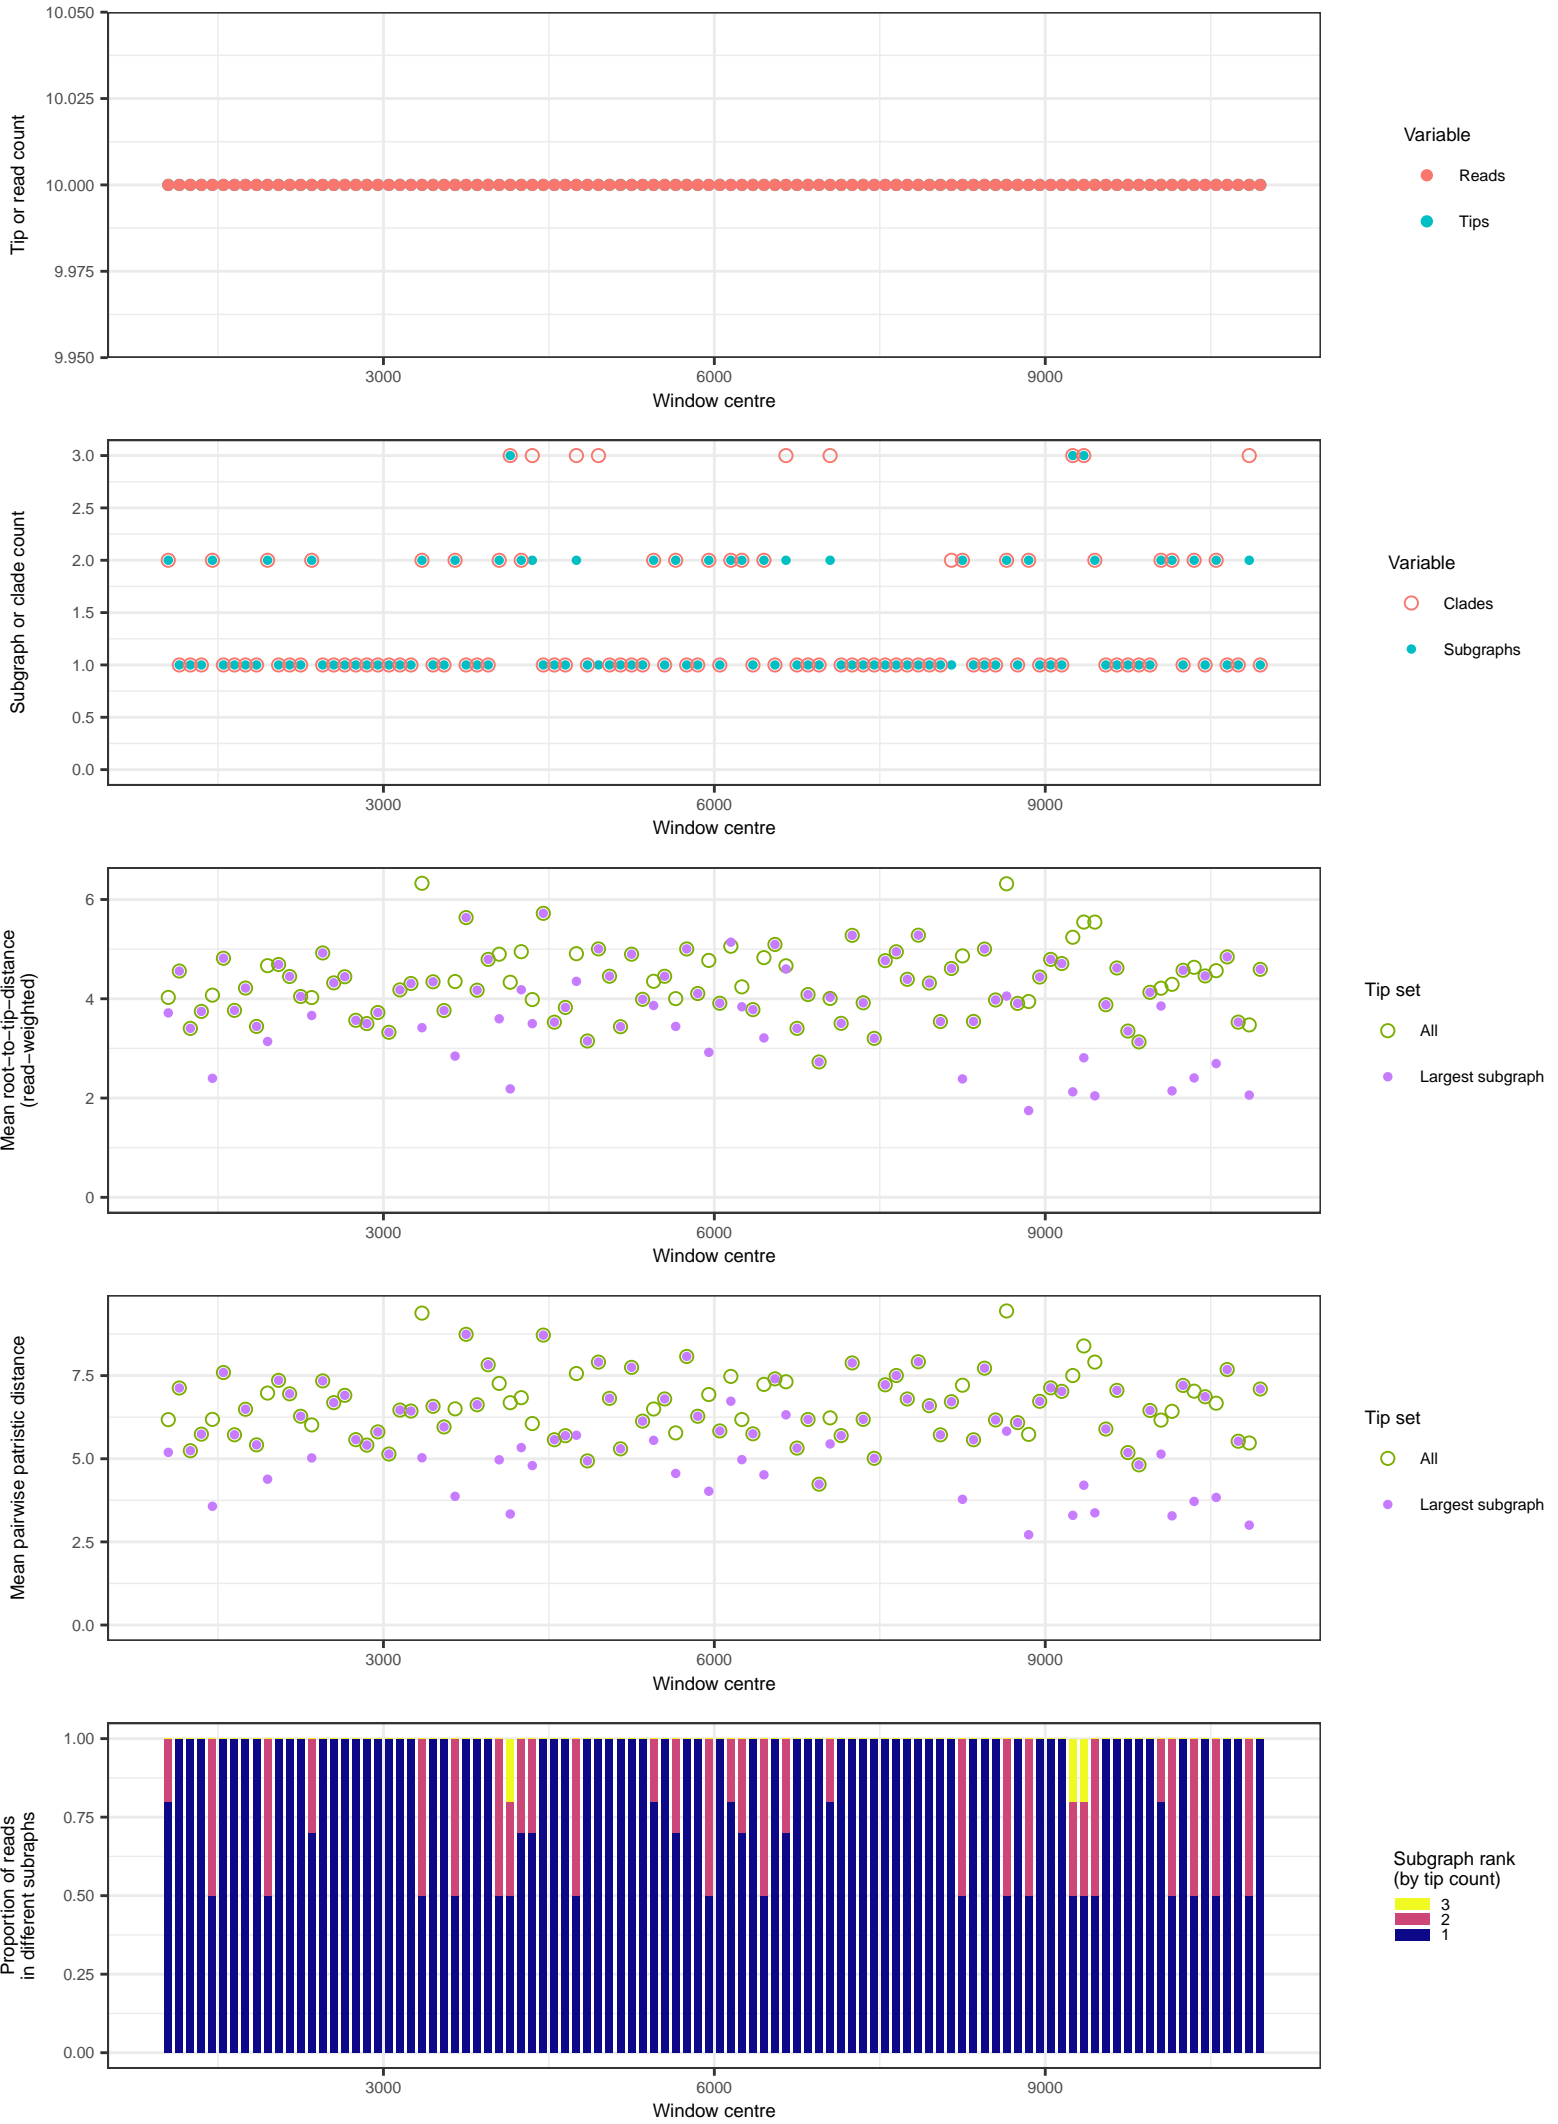 10.050
10.025
10.000
9.975
9.950
Tip or read count
3000
6000
9000
Window centre
Variable
Reads
Tips
3.0
2.5
2.0
1.5
1.0
0.5
0.0
Subgraph or clade count
3000
6000
9000
Window centre
Variable
Clades
Subgraphs
6
4
2
0
Mean root−to−tip−distance
(read−weighted)
3000
6000
9000
Window centre
Tip set
All
Largest subgraph
7.5
5.0
2.5
0.0
Mean pairwise patristic distance
3000
6000
9000
Window centre
Tip set
All
Largest subgraph
1.00
0.75
0.50
0.25
0.00
Proportion of reads
in different subraphs
3000
6000
9000
Window centre
Subgraph rank
(by tip count)
3
2
1